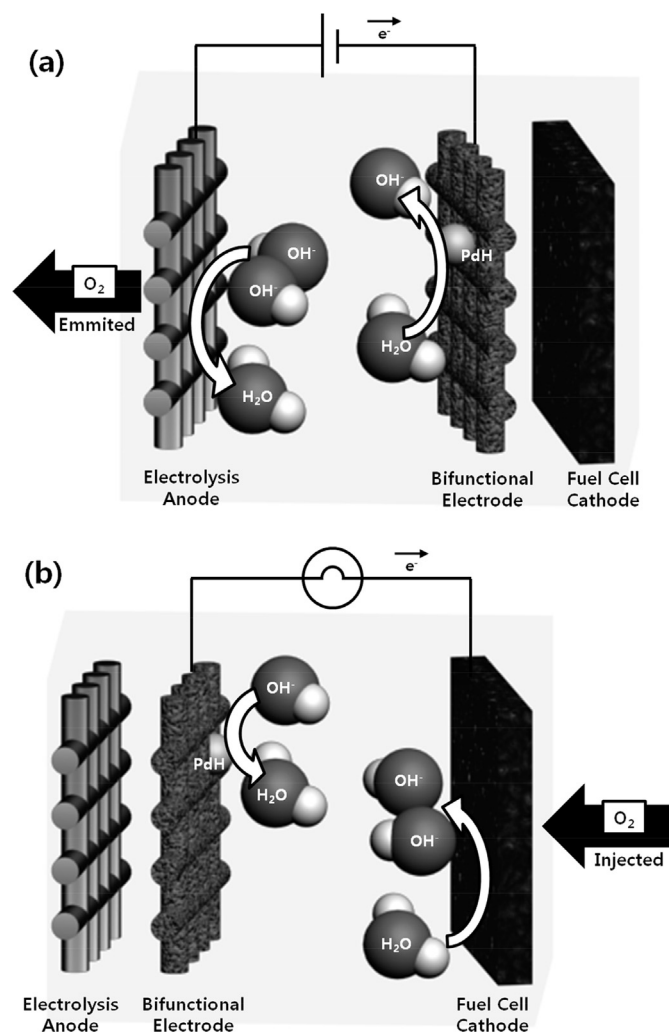 (a)
e⁻
OH⁻
OH⁻
OH⁻
PdH
O₂
Emmited
H₂O
H₂O
Electrolysis
Anode
Bifunctional
Electrode
Fuel Cell
Cathode
(b)
e⁻
OH⁻
PdH
H₂O
OH⁻
OH⁻
O₂
Injected
H₂O
Electrolysis
Anode
Bifunctional
Electrode
Fuel Cell
Cathode